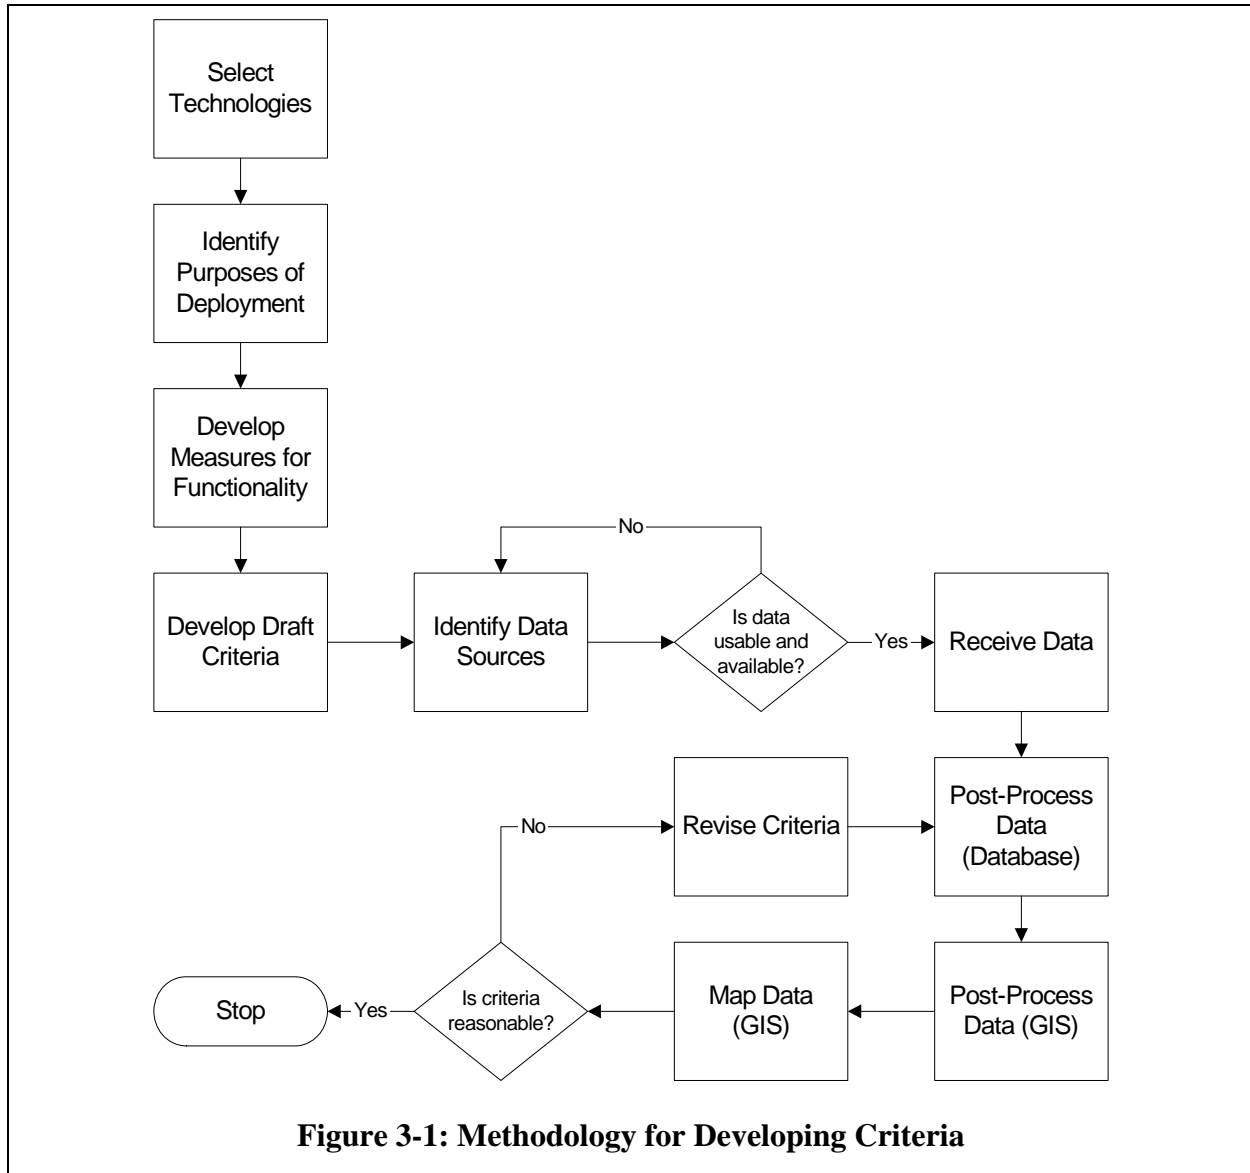 Select
Technologies
Identify
Purposes of
Deployment
Develop
Measures for
Functionality
No
Develop Draft
Criteria
Identify Data
Sources
Is data
usable and
available?
Yes
Receive Data
No
Revise Criteria
Post-Process
Data
(Database)
Stop
Yes
Is criteria
reasonable?
Map Data
(GIS)
Post-Process
Data (GIS)
Figure 3-1: Methodology for Developing Criteria